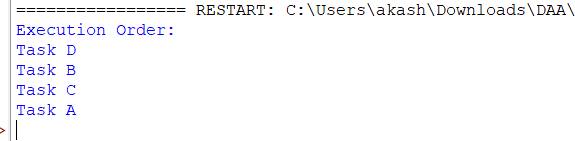 ================= RESTART: C:\Users\akash\Downloads\DAA\
Execution Order:
Task D
Task B
Task C
Task A
>